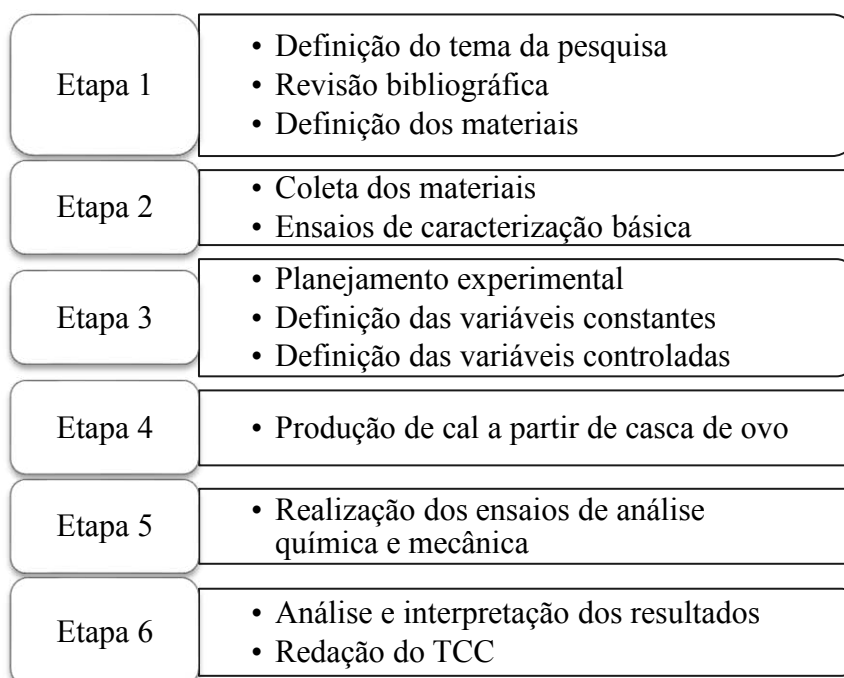 Etapa 1
• Definição do tema da pesquisa
• Revisão bibliográfica
• Definição dos materiais
Etapa 2
• Coleta dos materiais
• Ensaios de caracterização básica
Etapa 3
• Planejamento experimental
• Definição das variáveis constantes
• Definição das variáveis controladas
Etapa 4
• Produção de cal a partir de casca de ovo
Etapa 5
• Realização dos ensaios de análise
química e mecânica
Etapa 6
• Análise e interpretação dos resultados
• Redação do TCC